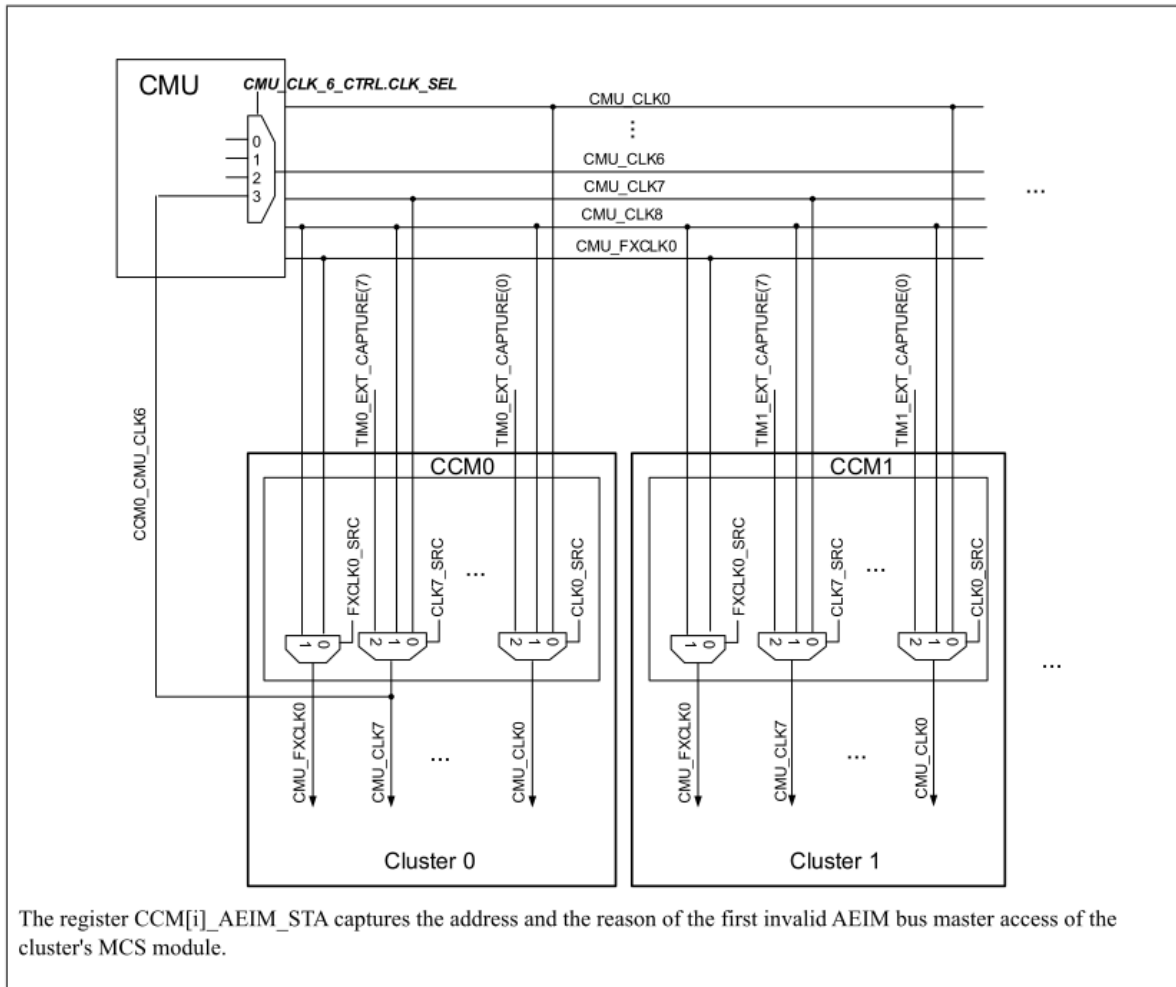 CMU
CMU_CLK_6_CTRL.CLK_SEL
0
1
2
3
CMU_CLK0
...
CMU_CLK6
CMU_CLK7
CMU_CLK8
CMU_FXCLK0
...
CCM0_CMU_CLK6
TIM0_EXT_CAPTURE(7)
TIM0_EXT_CAPTURE(0)
TIM1_EXT_CAPTURE(7)
TIM1_EXT_CAPTURE(0)
CCM0
FXCLK0_SRC
CLK7_SRC
...
CLK0_SRC
1 0
2 1 0
2 1 0
CMU_FXCLK0
CMU_CLK7
...
CMU_CLK0
Cluster 0
CCM1
FXCLK0_SRC
CLK7_SRC
...
CLK0_SRC
1 0
2 1 0
2 1 0
CMU_FXCLK0
CMU_CLK7
...
CMU_CLK0
Cluster 1
...
The register CCM[i]_AEIM_STA captures the address and the reason of the first invalid AEIM bus master access of the
cluster's MCS module.